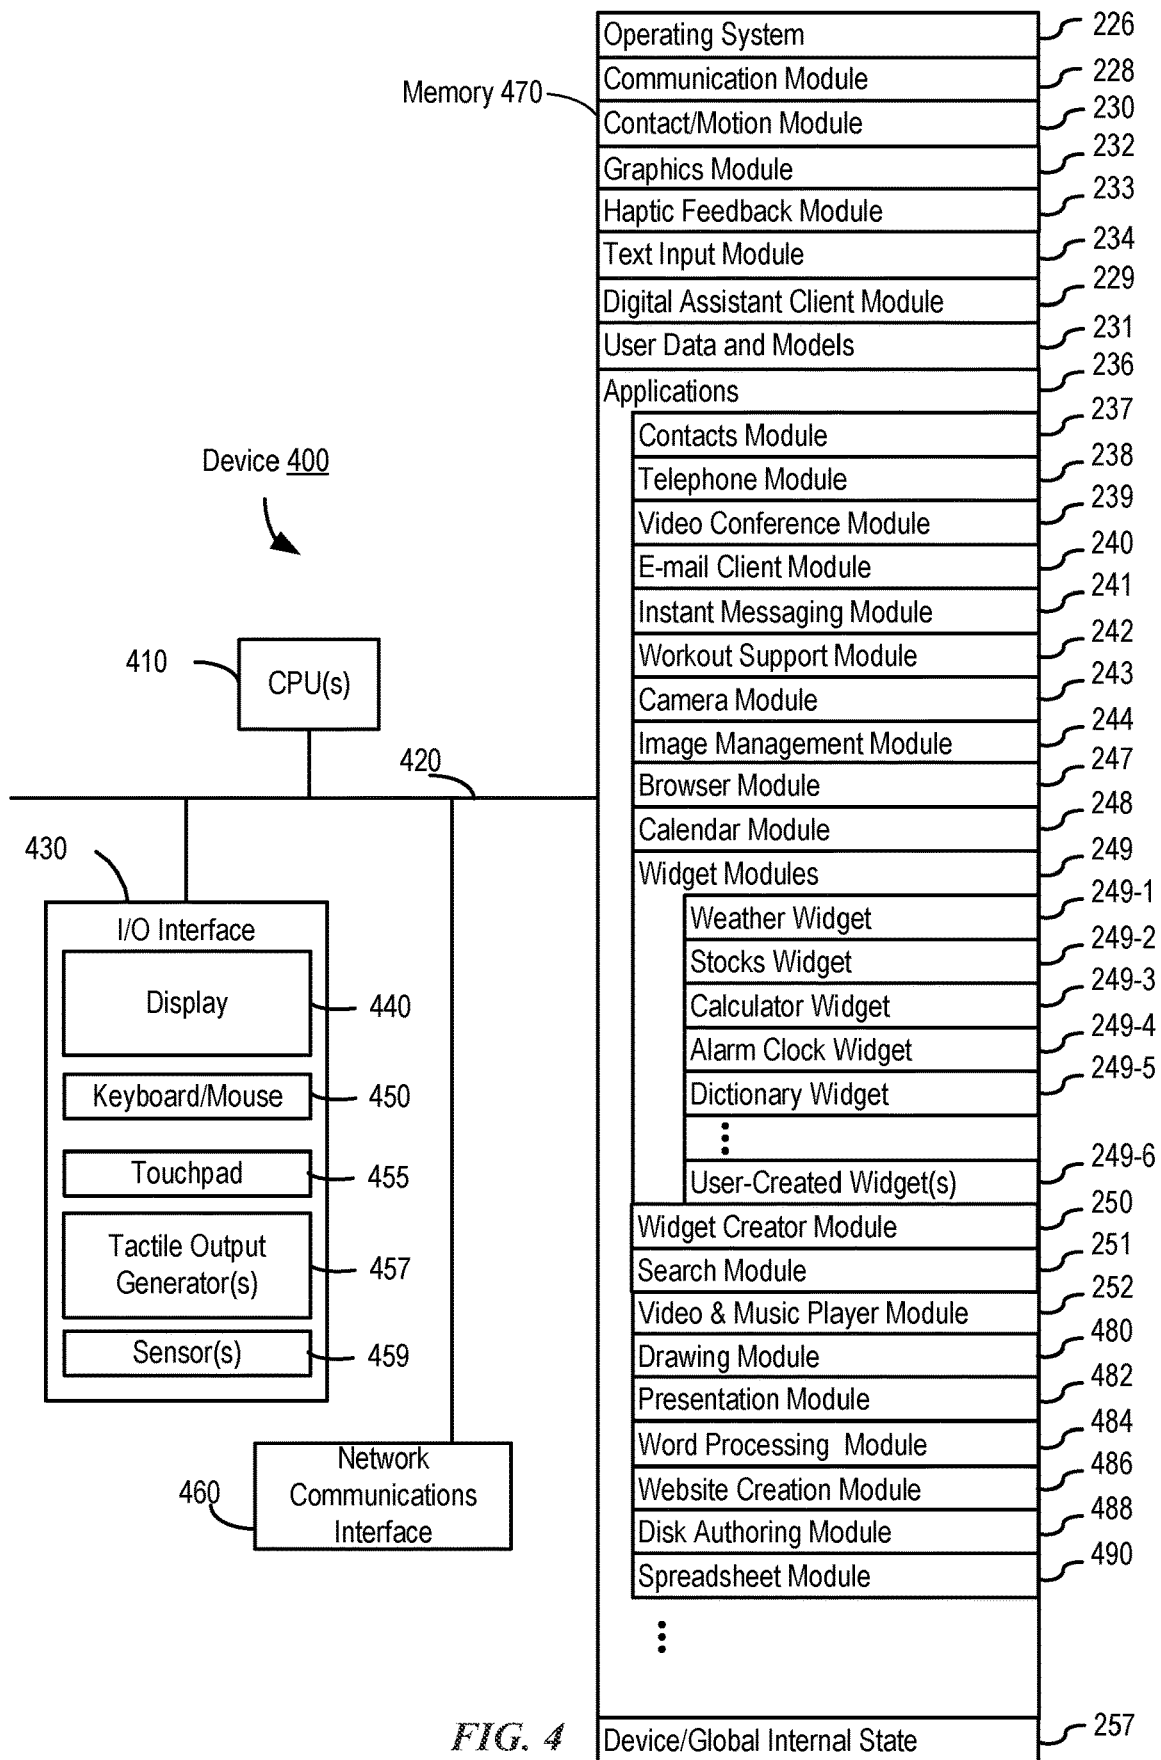 Operating System 226
Communication Module 228
Memory 470
Contact/Motion Module 230
Graphics Module 232
Haptic Feedback Module 233
Text Input Module 234
Digital Assistant Client Module 229
User Data and Models 231
Applications 236
Contacts Module 237
Device 400
Telephone Module 238
Video Conference Module 239
E-mail Client Module 240
Instant Messaging Module 241
Workout Support Module 242
410
CPU(s)
Camera Module 243
Image Management Module 244
420
Browser Module 247
Calendar Module 248
430
Widget Modules 249
I/O Interface
Weather Widget 249-1
Stocks Widget 249-2
Display 440
Calculator Widget 249-3
Alarm Clock Widget 249-4
Keyboard/Mouse 450
Dictionary Widget 249-5
⋮
Touchpad 455
User-Created Widget(s) 249-6
Widget Creator Module 250
Tactile Output
Generator(s) 457
Search Module 251
Video & Music Player Module 252
Sensor(s) 459
Drawing Module 480
Presentation Module 482
Word Processing Module 484
Network
Communications
Interface
460
Website Creation Module 486
Disk Authoring Module 488
Spreadsheet Module 490
⋮
FIG. 4
Device/Global Internal State 257